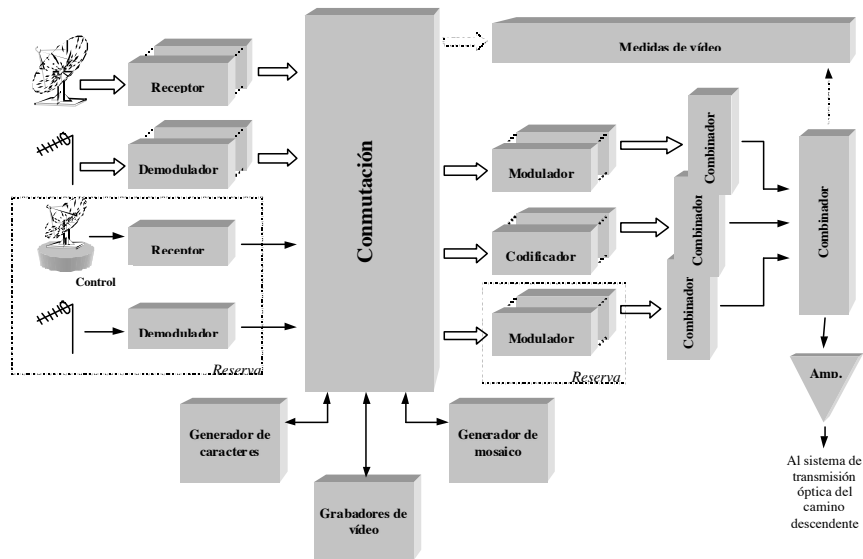 Medidas de vídeo
Receptor
Demodulador
Receptor
Control
Demodulador
Reserva
Conmutación
Modulador
Codificador
Modulador
Reserva
Combinador
Combinador
Combinador
Combinador
Amp.
Generador de
caracteres
Grabadores de
vídeo
Generador de
mosaico
Al sistema de
transmisión
óptica del
camino
descendente